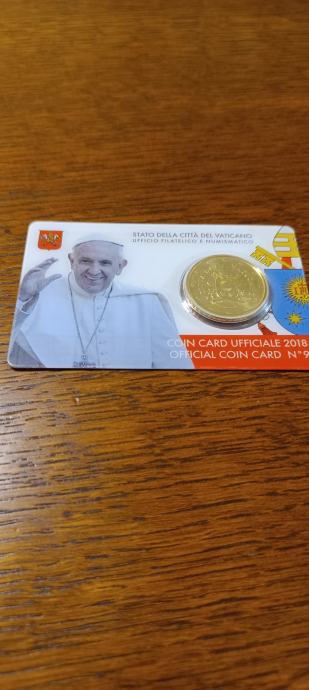 STATO DELLA CITTÀ DEL VATICANO
UFFICIO FILATELICO E NUMISMATICO
COIN CARD UFFICIALE 2018
OFFICIAL COIN CARD N°9